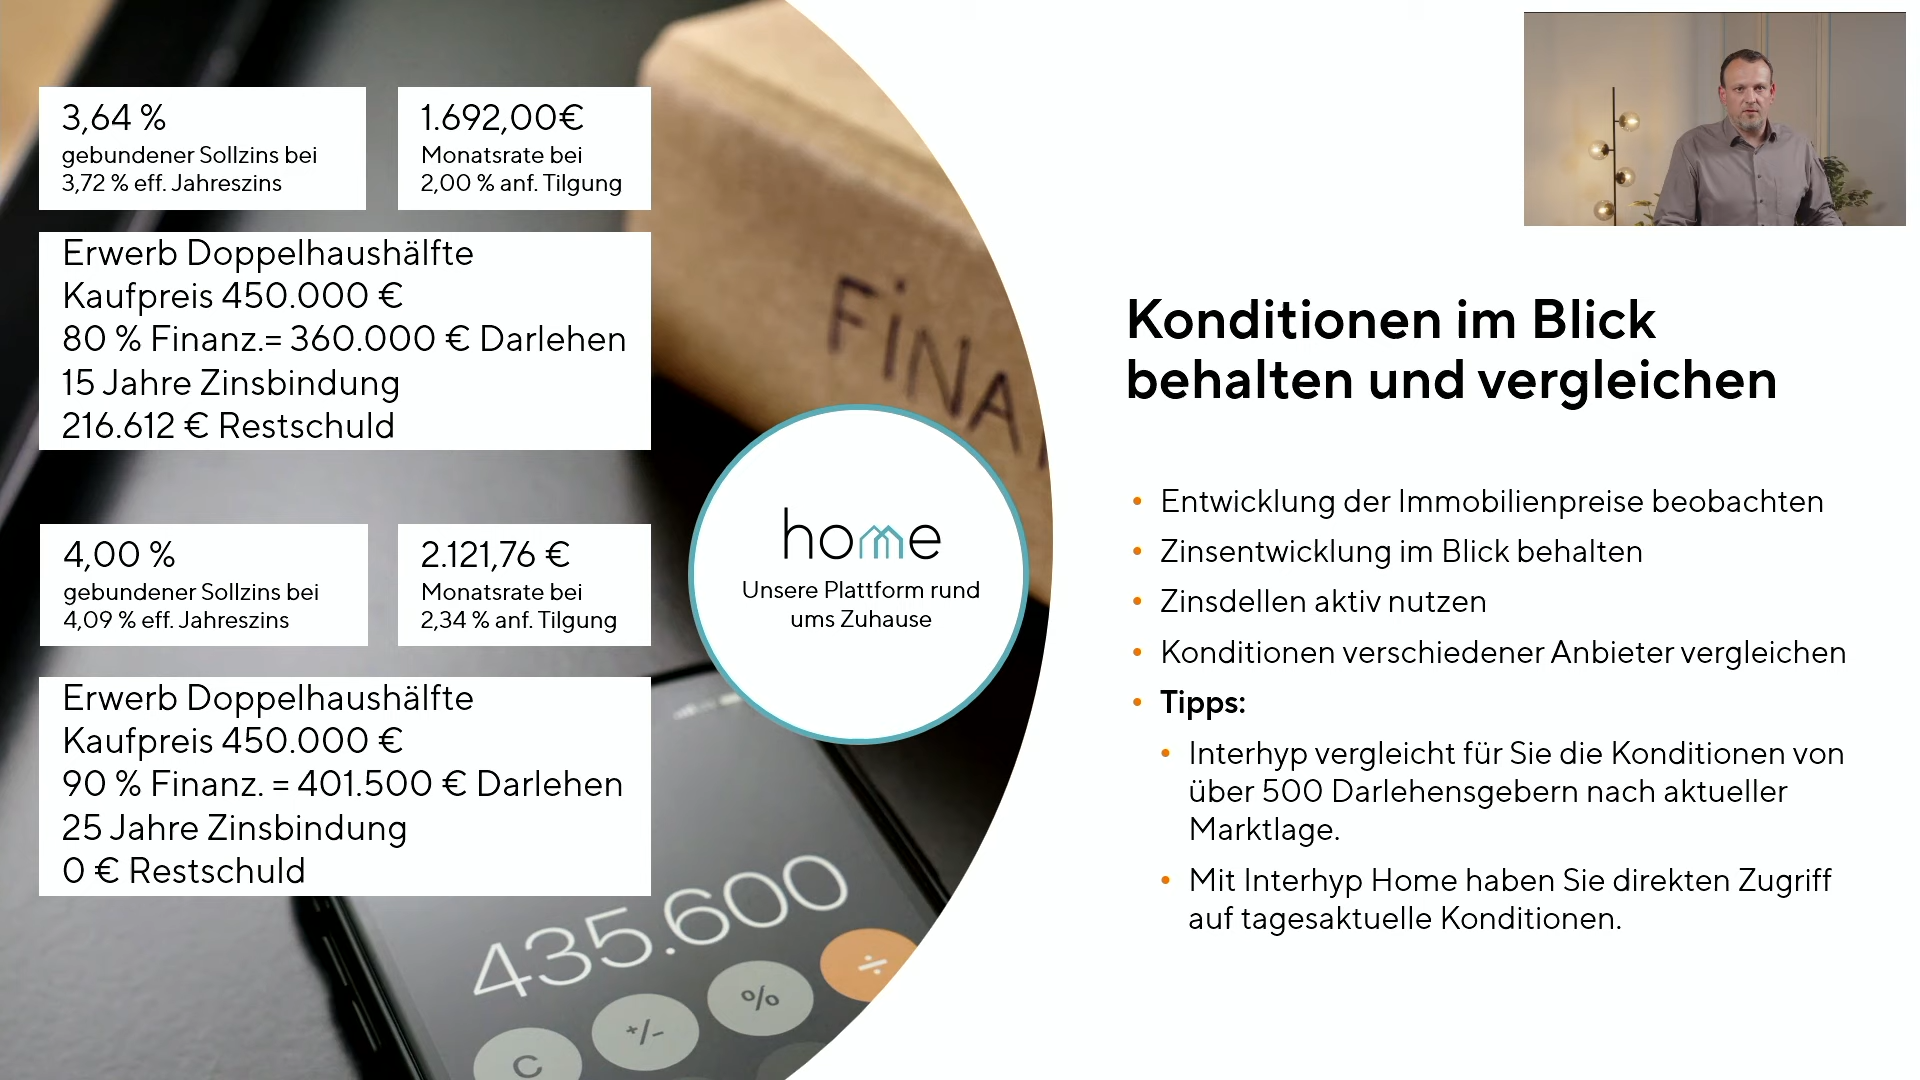 3,64 %
gebundener Sollzins bei
3,72 % eff. Jahreszins
1.692,00€
Monatsrate bei
2,00 % anf. Tilgung
Erwerb Doppelhaushälfte
Kaufpreis 450.000 €
80 % Finanz.= 360.000 € Darlehen
15 Jahre Zinsbindung
216.612 € Restschuld
4,00 %
gebundener Sollzins bei
4,09 % eff. Jahreszins
2.121,76 €
Monatsrate bei
2,34 % anf. Tilgung
Erwerb Doppelhaushälfte
Kaufpreis 450.000 €
90 % Finanz. = 401.500 € Darlehen
25 Jahre Zinsbindung
0 € Restschuld
FiNA
home
Unsere Plattform rund
ums Zuhause
435.600
C
+/-
%
÷
Konditionen im Blick
behalten und vergleichen
• Entwicklung der Immobilienpreise beobachten
• Zinsentwicklung im Blick behalten
• Zinsdellen aktiv nutzen
• Konditionen verschiedener Anbieter vergleichen
• Tipps:
• Interhyp vergleicht für Sie die Konditionen von
über 500 Darlehensgebern nach aktueller
Marktlage.
• Mit Interhyp Home haben Sie direkten Zugriff
auf tagesaktuelle Konditionen.